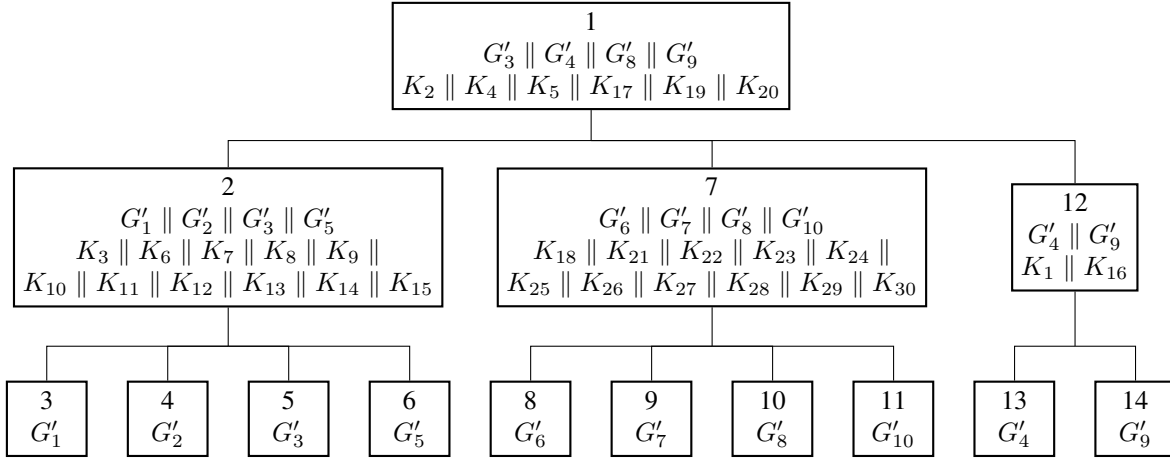 1
G′₃ ∥ G′₄ ∥ G′₈ ∥ G′₉
K₂ ∥ K₄ ∥ K₅ ∥ K₁₇ ∥ K₁₉ ∥ K₂₀
2
G′₁ ∥ G′₂ ∥ G′₃ ∥ G′₅
K₃ ∥ K₆ ∥ K₇ ∥ K₈ ∥ K₉ ∥
K₁₀ ∥ K₁₁ ∥ K₁₂ ∥ K₁₃ ∥ K₁₄ ∥ K₁₅
7
G′₆ ∥ G′₇ ∥ G′₈ ∥ G′₁₀
K₁₈ ∥ K₂₁ ∥ K₂₂ ∥ K₂₃ ∥ K₂₄ ∥
K₂₅ ∥ K₂₆ ∥ K₂₇ ∥ K₂₈ ∥ K₂₉ ∥ K₃₀
12
G′₄ ∥ G′₉
K₁ ∥ K₁₆
3
G′₁
4
G′₂
5
G′₃
6
G′₅
8
G′₆
9
G′₇
10
G′₈
11
G′₁₀
13
G′₄
14
G′₉